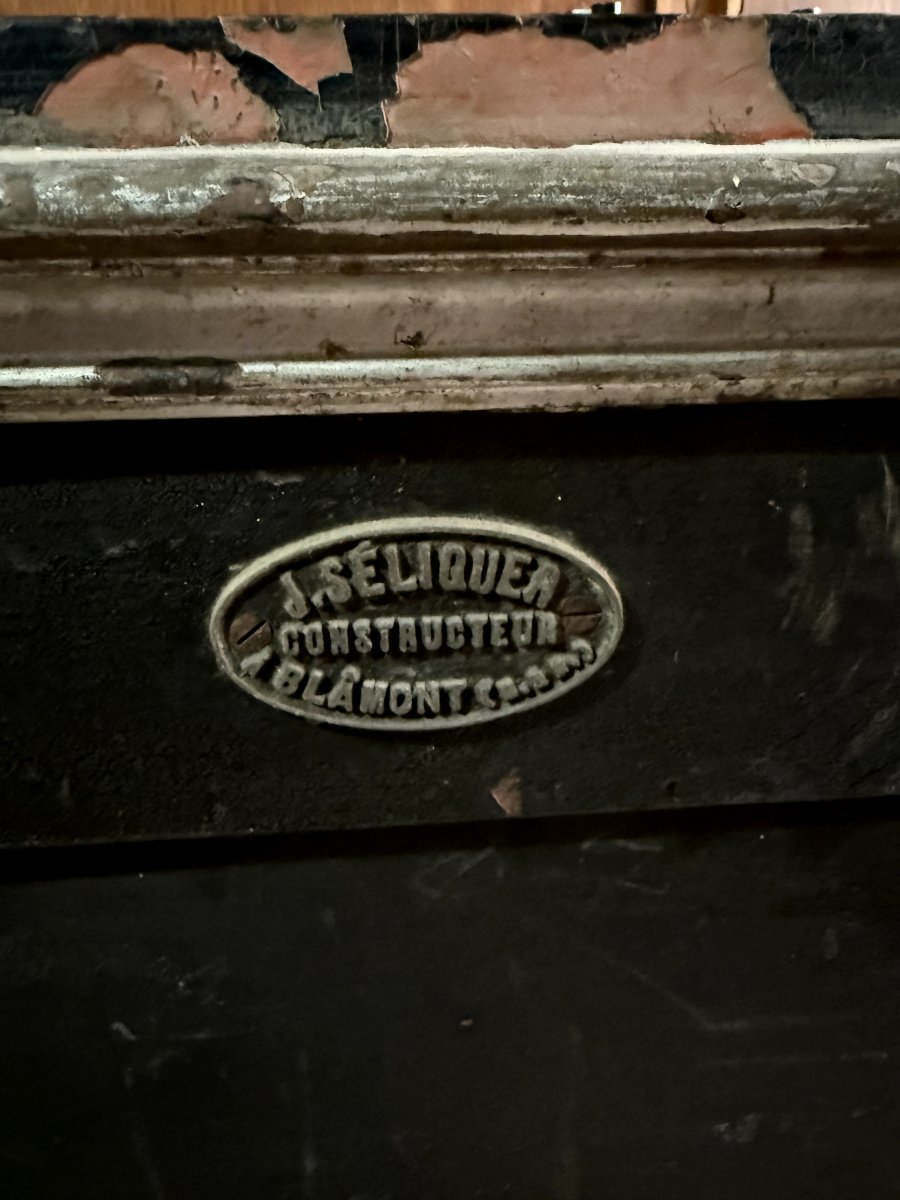 J. SÉLIQUER
CONSTRUCTEUR
A BLÂMONT